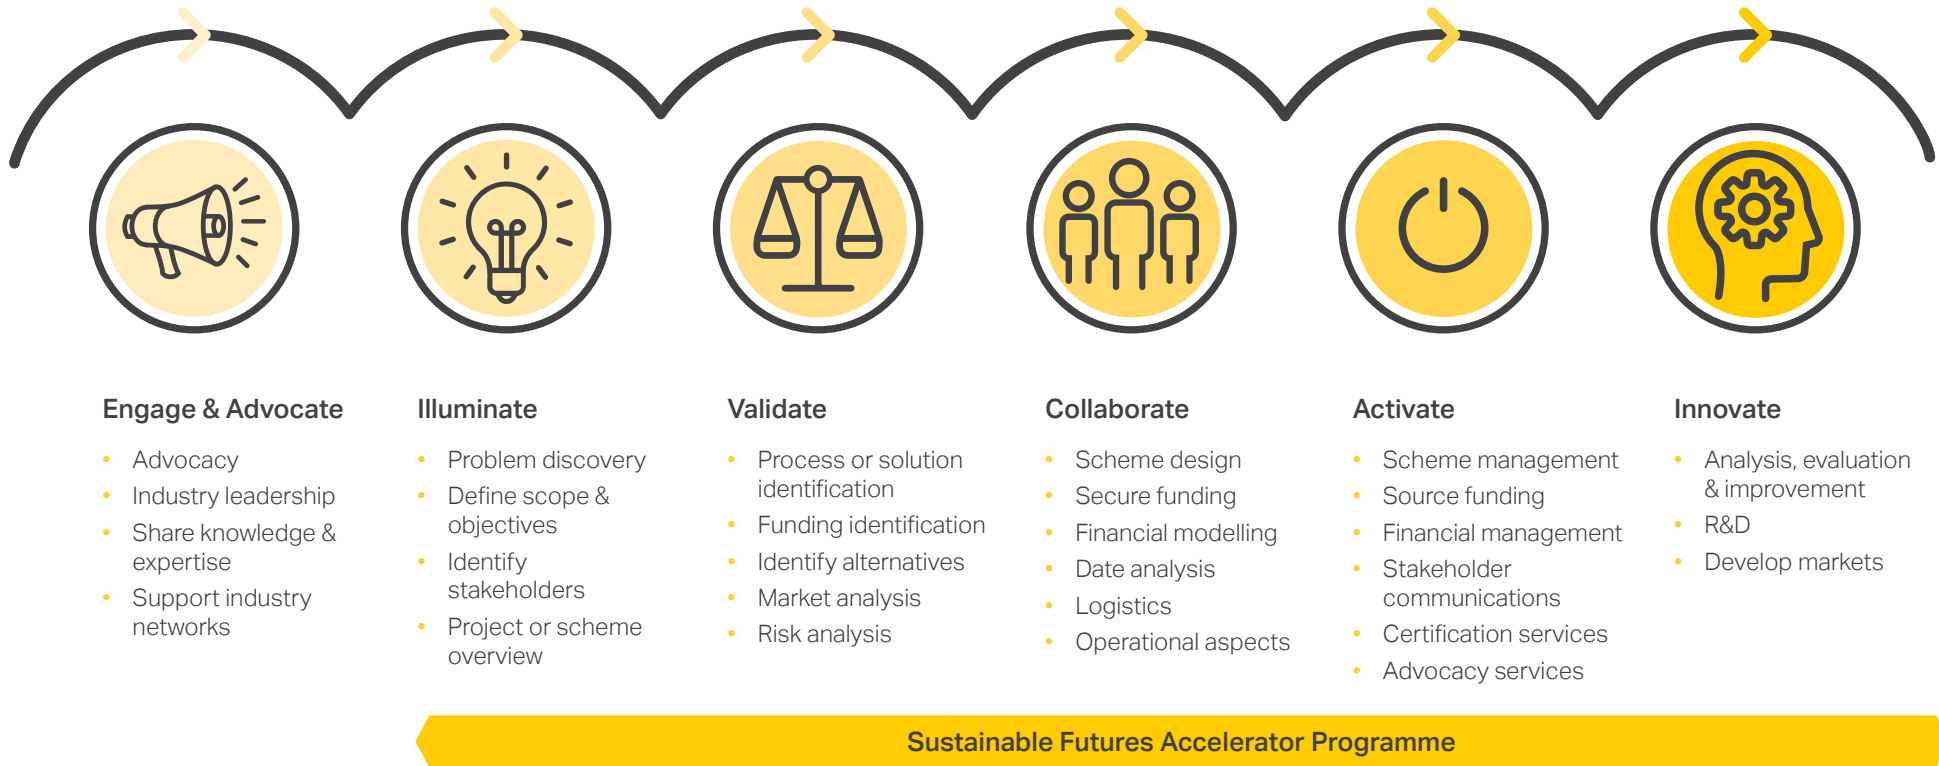 Engage & Advocate
• Advocacy
• Industry leadership
• Share knowledge &
expertise
• Support industry
networks
Illuminate
• Problem discovery
• Define scope &
objectives
• Identify
stakeholders
• Project or scheme
overview
Validate
• Process or solution
identification
• Funding identification
• Identify alternatives
• Market analysis
• Risk analysis
Collaborate
• Scheme design
• Secure funding
• Financial modelling
• Date analysis
• Logistics
• Operational aspects
Activate
• Scheme management
• Source funding
• Financial management
• Stakeholder
communications
• Certification services
• Advocacy services
Innovate
• Analysis, evaluation
& improvement
• R&D
• Develop markets
Sustainable Futures Accelerator Programme